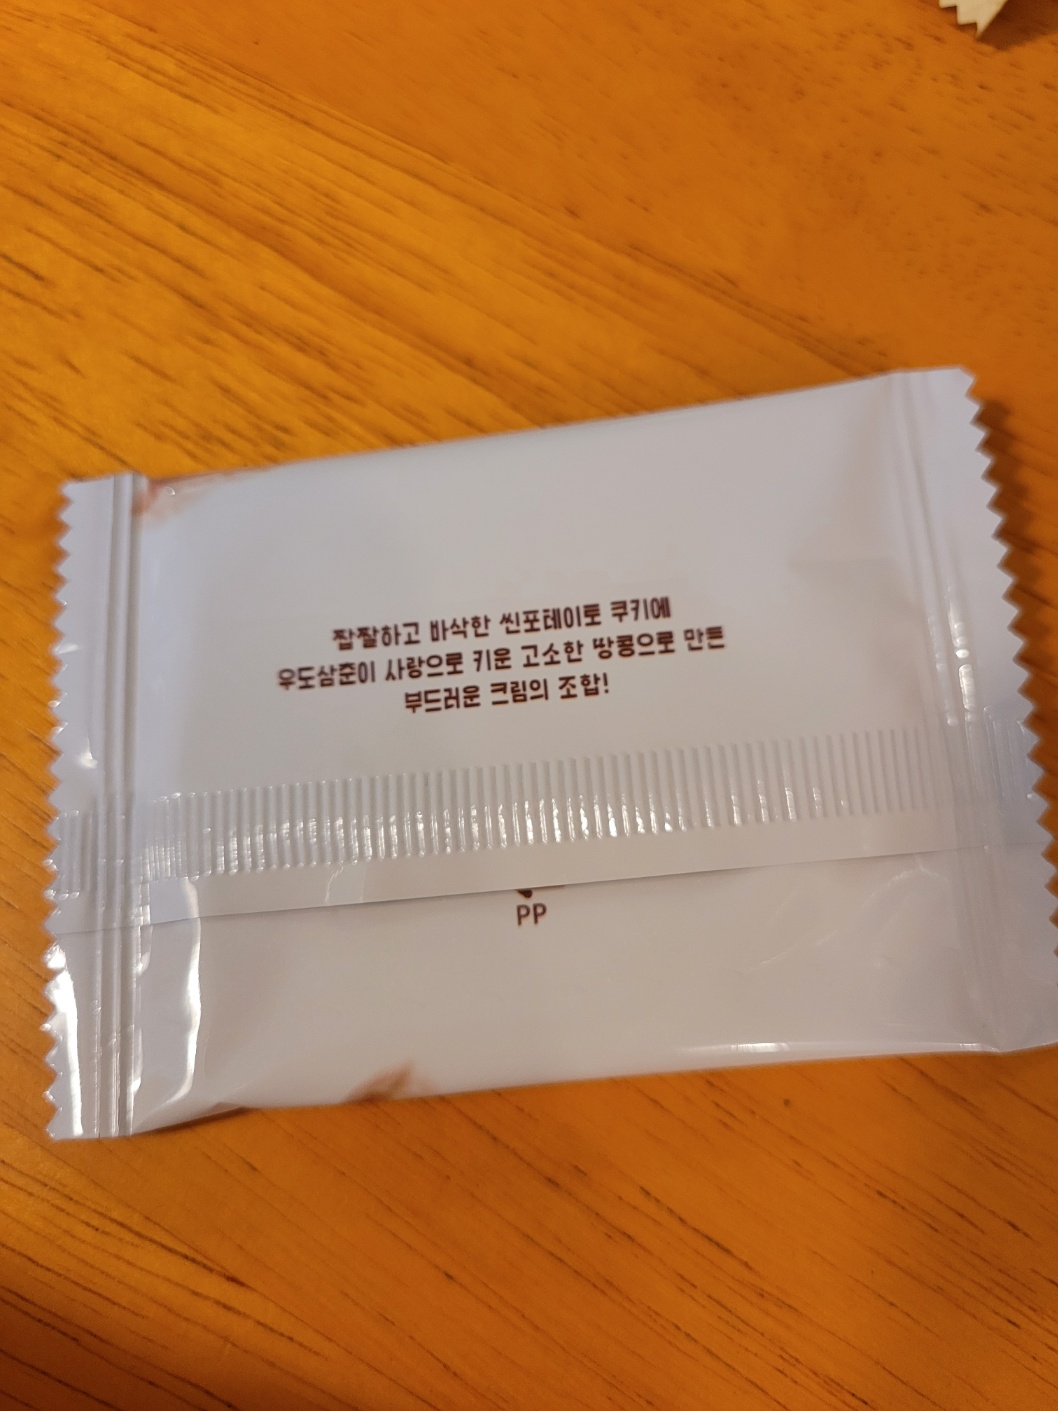 짭짤하고 바삭한 씬포테이토 쿠키에
우도삼춘이 사랑으로 키운 고소한 땅콩으로 만든
부드러운 크림의 조합!
PP